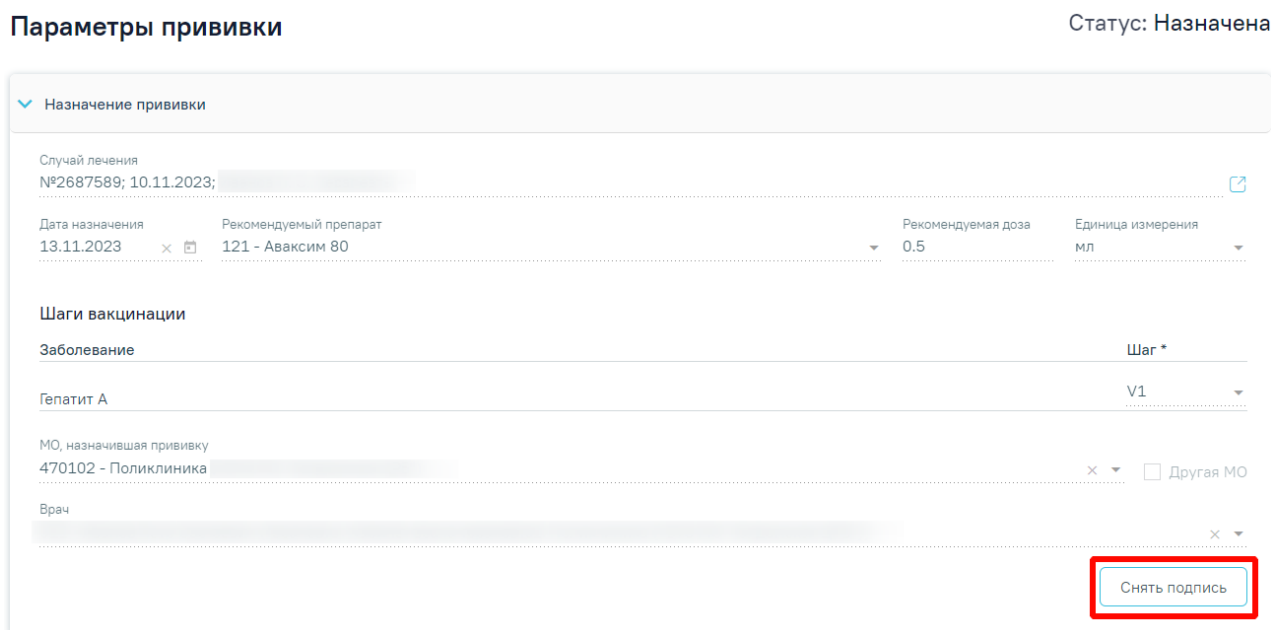 Параметры прививки
Статус: Назначена
Назначение прививки
Случай лечения
№2687589; 10.11.2023;
Дата назначения Рекомендуемый препарат Рекомендуемая доза Единица измерения
13.11.2023 121 - Аваксим 80 0.5 мл
Шаги вакцинации
Заболевание Шаг *
Гепатит А V1
МО, назначившая прививку
470102 - Поликлиника Другая МО
Врач
Снять подпись